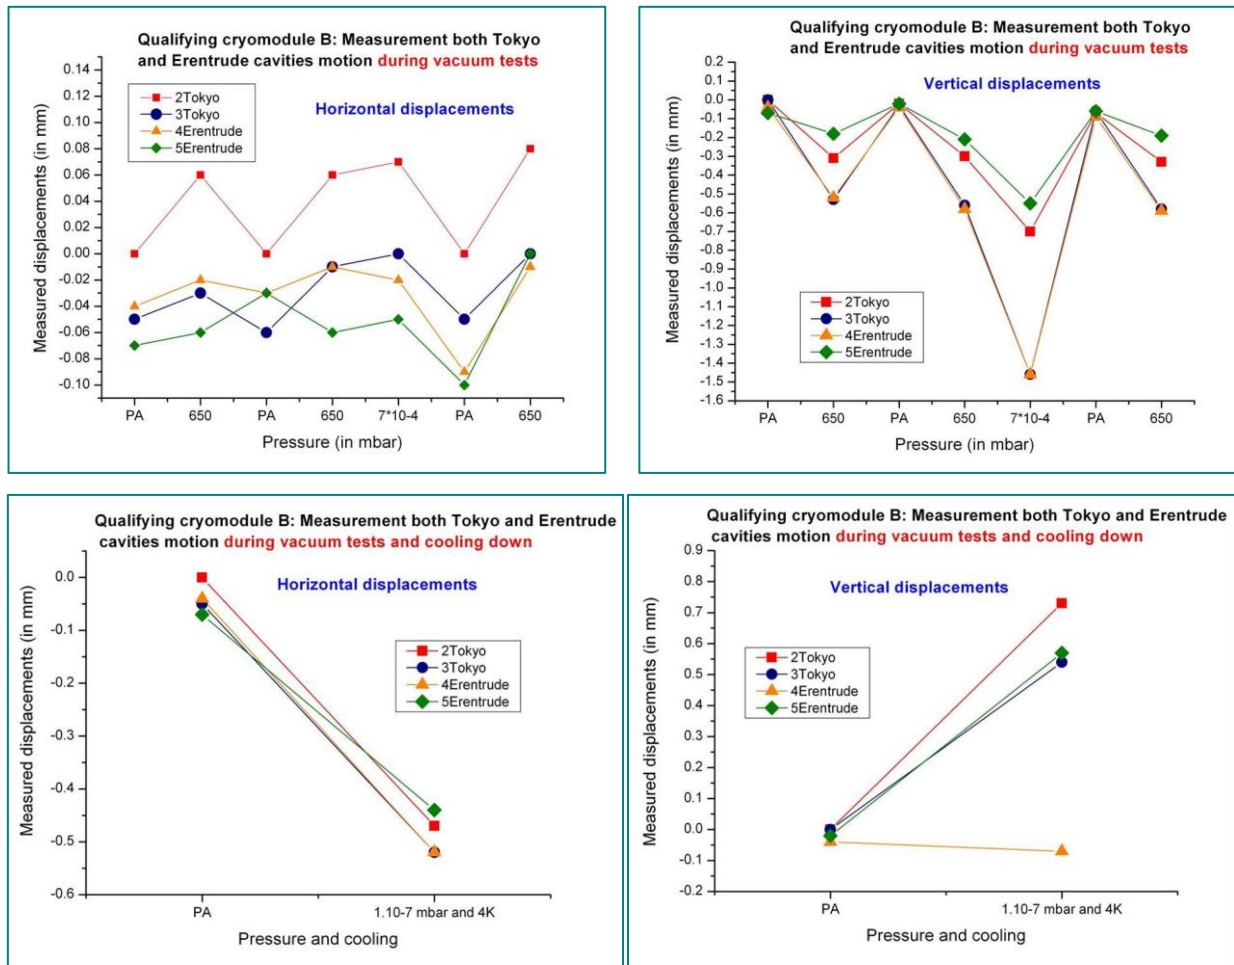 Qualifying cryomodule B: Measurement both Tokyo
and Erentrude cavities motion during vacuum tests
Horizontal displacements
2Tokyo
3Tokyo
4Erentrude
5Erentrude
Measured displacements (in mm)
0.14
0.12
0.10
0.08
0.06
0.04
0.02
0.00
-0.02
-0.04
-0.06
-0.08
-0.10
PA 650 PA 650 7*10-4 PA 650
Pressure (in mbar)
Qualifying cryomodule B: Measurement both Tokyo
and Erentrude cavities motion during vacuum tests
Vertical displacements
Measured displacements (in mm)
0.2
0.1
0.0
-0.1
-0.2
-0.3
-0.4
-0.5
-0.6
-0.7
-0.8
-0.9
-1.0
-1.1
-1.2
-1.3
-1.4
-1.5
-1.6
2Tokyo
3Tokyo
4Erentrude
5Erentrude
PA 650 PA 650 7*10-4 PA 650
Pressure (in mbar)
Qualifying cryomodule B: Measurement both Tokyo and Erentrude
cavities motion during vacuum tests and cooling down
Horizontal displacements
2Tokyo
3Tokyo
4Erentrude
5Erentrude
Measured displacements (in mm)
0.0
-0.1
-0.2
-0.3
-0.4
-0.5
-0.6
PA 1.10-7 mbar and 4K
Pressure and cooling
Qualifying cryomodule B: Measurement both Tokyo and Erentrude
cavities motion during vacuum tests and cooling down
Vertical displacements
2Tokyo
3Tokyo
4Erentrude
5Erentrude
Measured displacements (in mm)
0.9
0.8
0.7
0.6
0.5
0.4
0.3
0.2
0.1
0.0
-0.1
-0.2
PA 1.10-7 mbar and 4K
Pressure and cooling